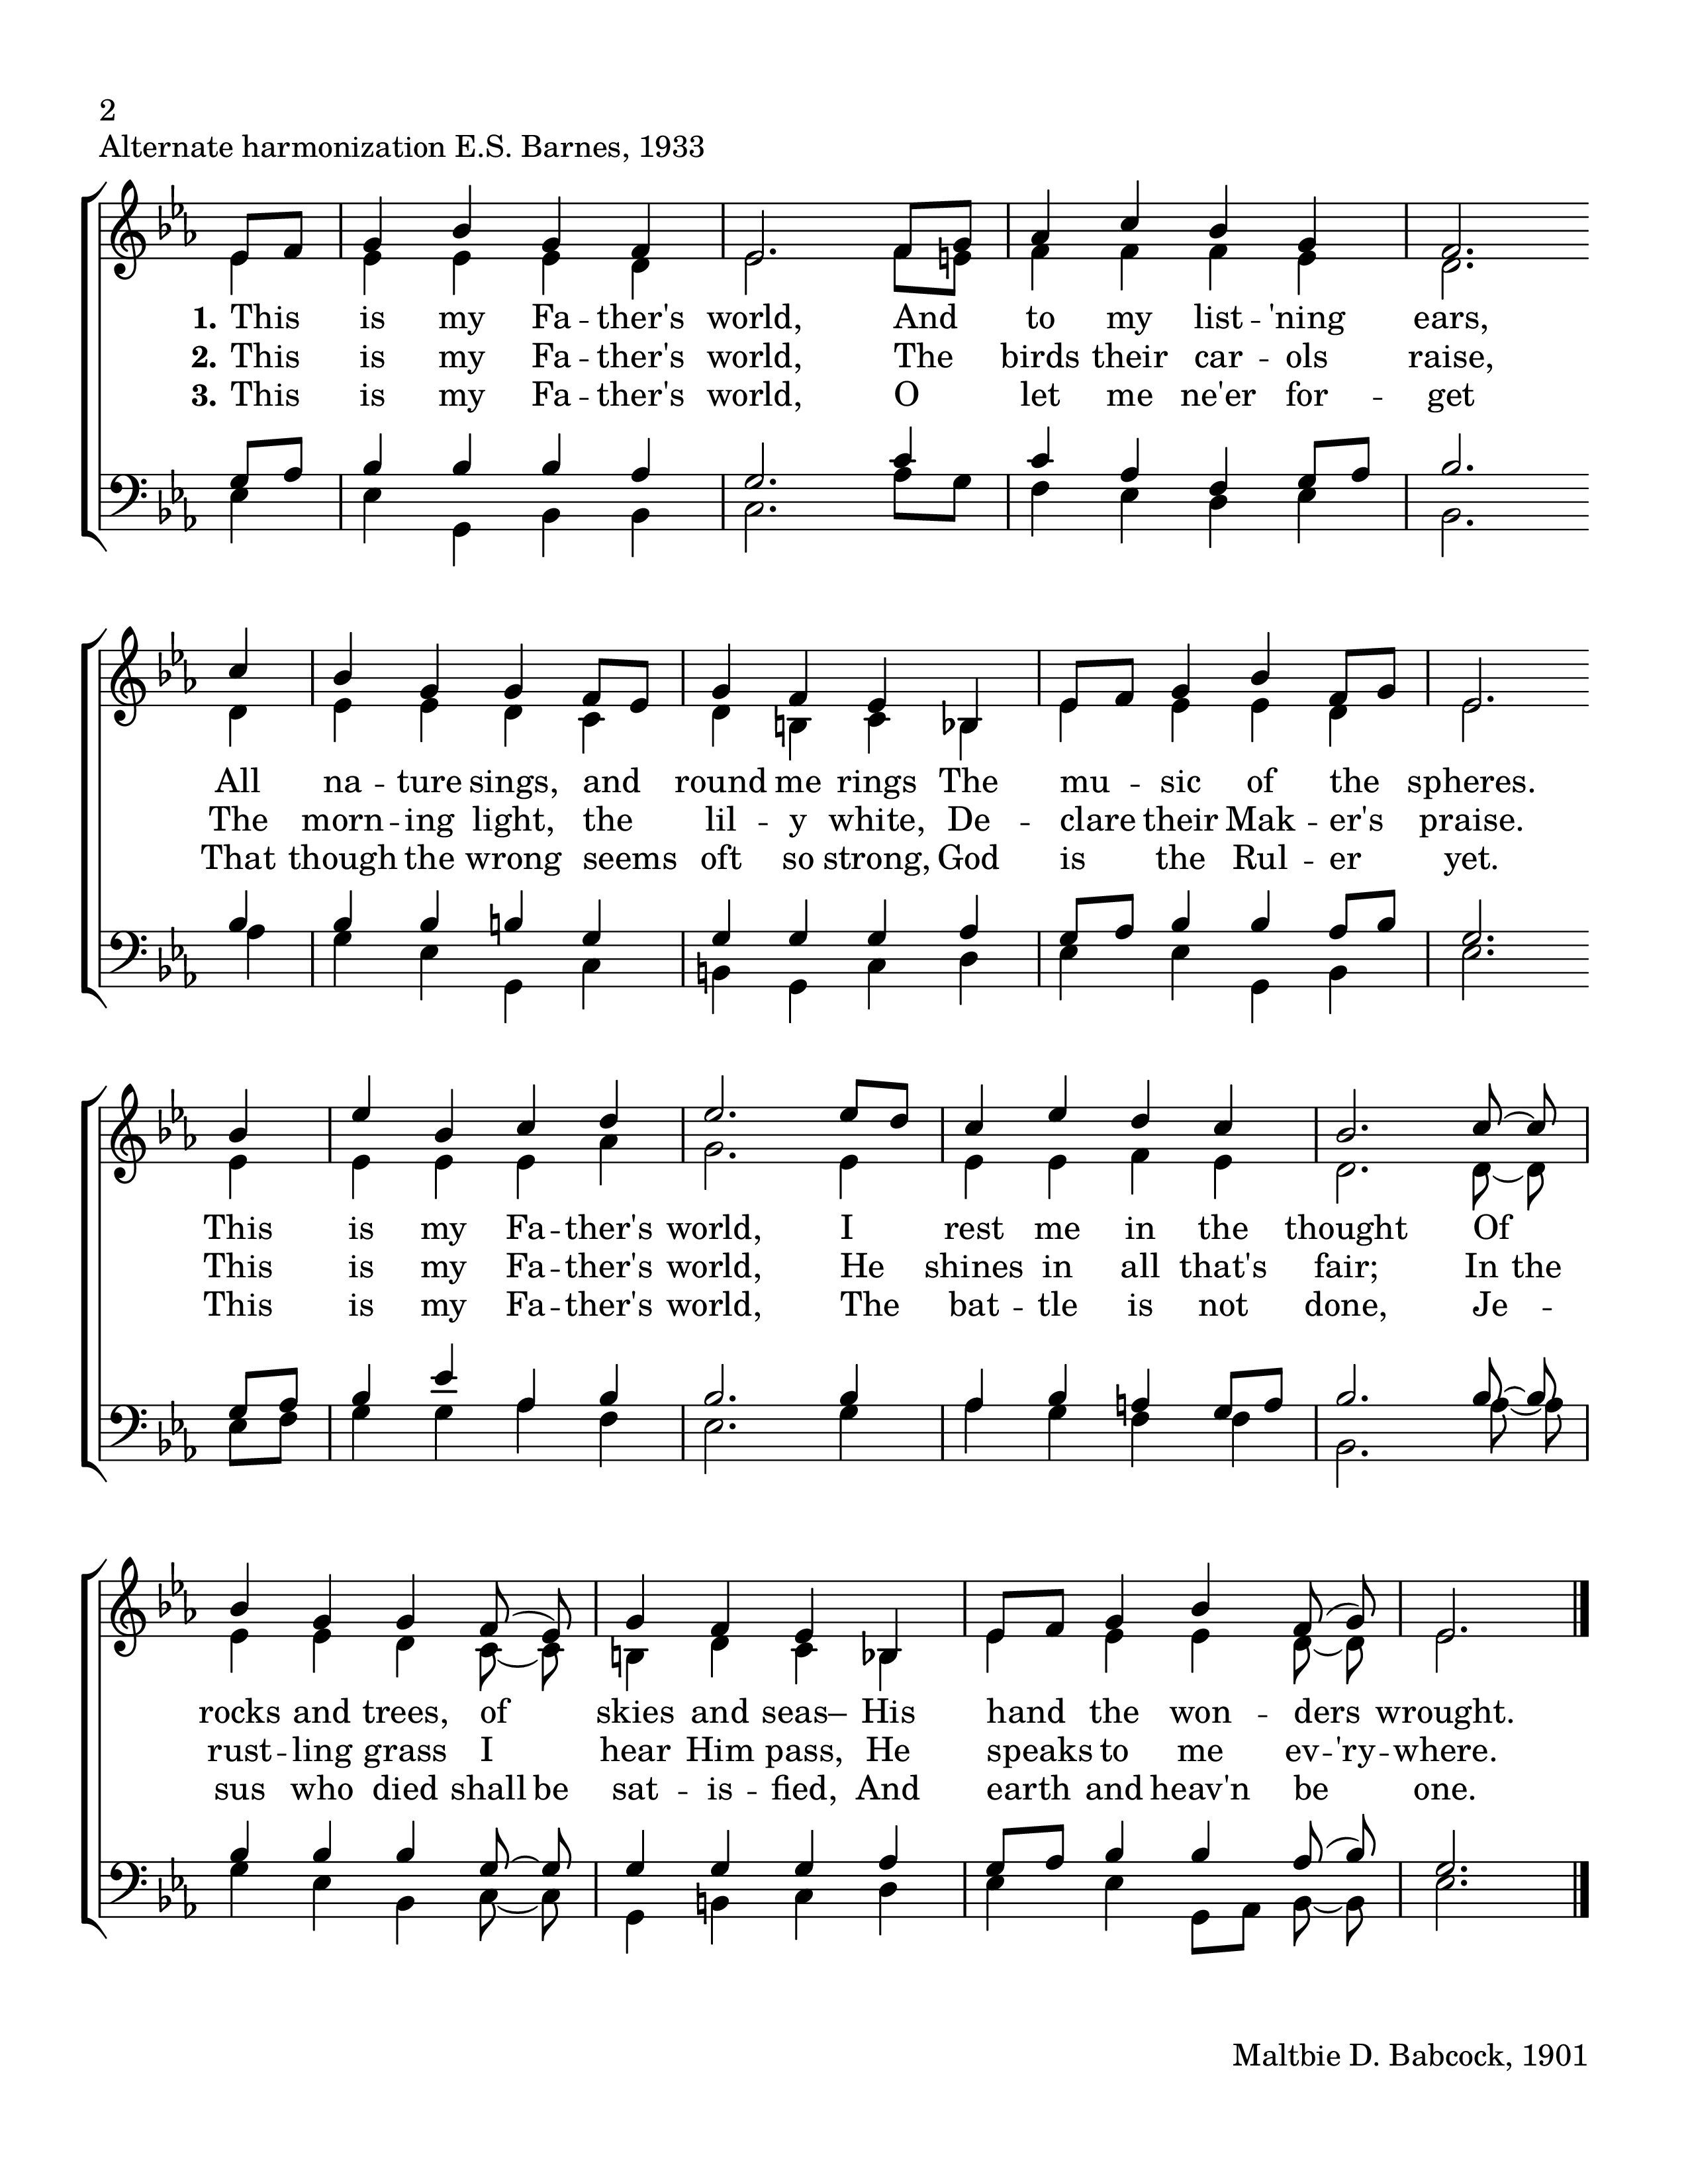 2
Alternate harmonization E.S. Barnes, 1933
1. This is my Fa -- ther's world, And to my list -- 'ning ears,
2. This is my Fa -- ther's world, The birds their car -- ols raise,
3. This is my Fa -- ther's world, O let me ne'er for -- get
All na -- ture sings, and round me rings The mu -- sic of the spheres.
The morn -- ing light, the lil -- y white, De -- clare their Mak -- er's praise.
That though the wrong seems oft so strong, God is the Rul -- er yet.
This is my Fa -- ther's world, I rest me in the thought Of
This is my Fa -- ther's world, He shines in all that's fair; In the
This is my Fa -- ther's world, The bat -- tle is not done, Je --
rocks and trees, of skies and seas– His hand the won -- ders wrought.
rust -- ling grass I hear Him pass, He speaks to me ev -- 'ry -- where.
sus who died shall be sat -- is -- fied, And earth and heav'n be one.
Maltbie D. Babcock, 1901